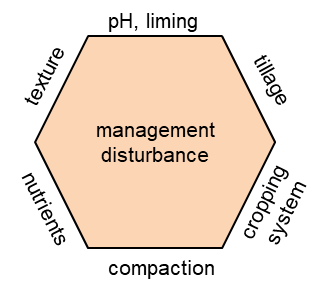 pH, liming
texture
tillage
management
disturbance
nutrients
cropping
system
compaction